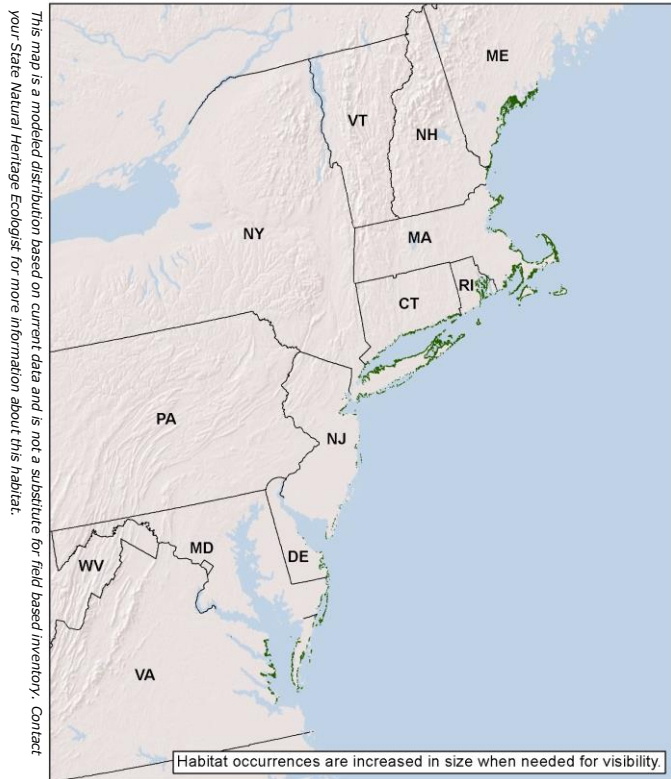 This map is a modeled distribution based on current data and is not a substitute for field based inventory. Contact
your State Natural Heritage Ecologist for more information about this habitat.
ME
VT
NH
NY
MA
CT
RI
PA
NJ
MD
DE
WV
VA
Habitat occurrences are increased in size when needed for visibility.